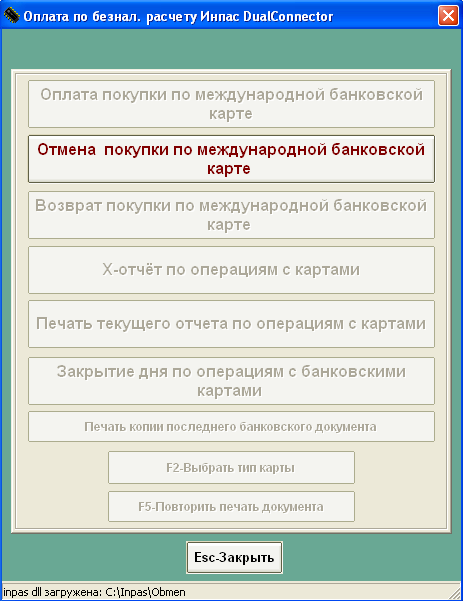 Оплата по безнал. расчету Инпас DualConnector
Оплата покупки по международной банковской
карте
Отмена  покупки по международной банковской
карте
Возврат покупки по международной банковской
карте
X-отчёт по операциям с картами
Печать текущего отчета по операциям с картами
Закрытие дня по операциям с банковскими
картами
Печать копии последнего банковского документа
F2-Выбрать тип карты
F5-Повторить печать документа
Esc-Закрыть
inpas dll загружена: C:\Inpas\Obmen